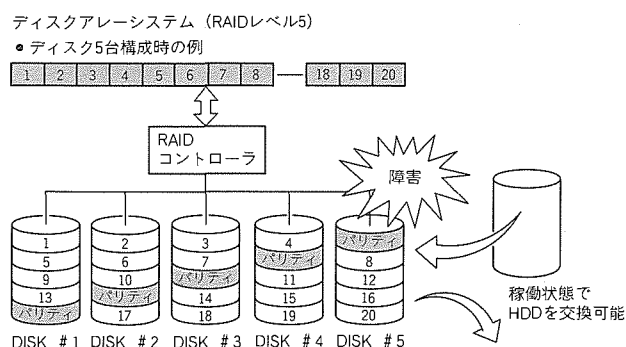 ディスクアレーシステム（RAIDレベル5）
• ディスク5台構成時の例
1 2 3 4 5 6 7 8 18 19 20
RAID
コントローラ
障害
1 2 3 4 パリティ
5 6 7 パリティ 8
9 10 パリティ 11 12
13 パリティ 14 15 16
パリティ 17 18 19 20
DISK #1 DISK #2 DISK #3 DISK #4 DISK #5
稼働状態で
HDDを交換可能